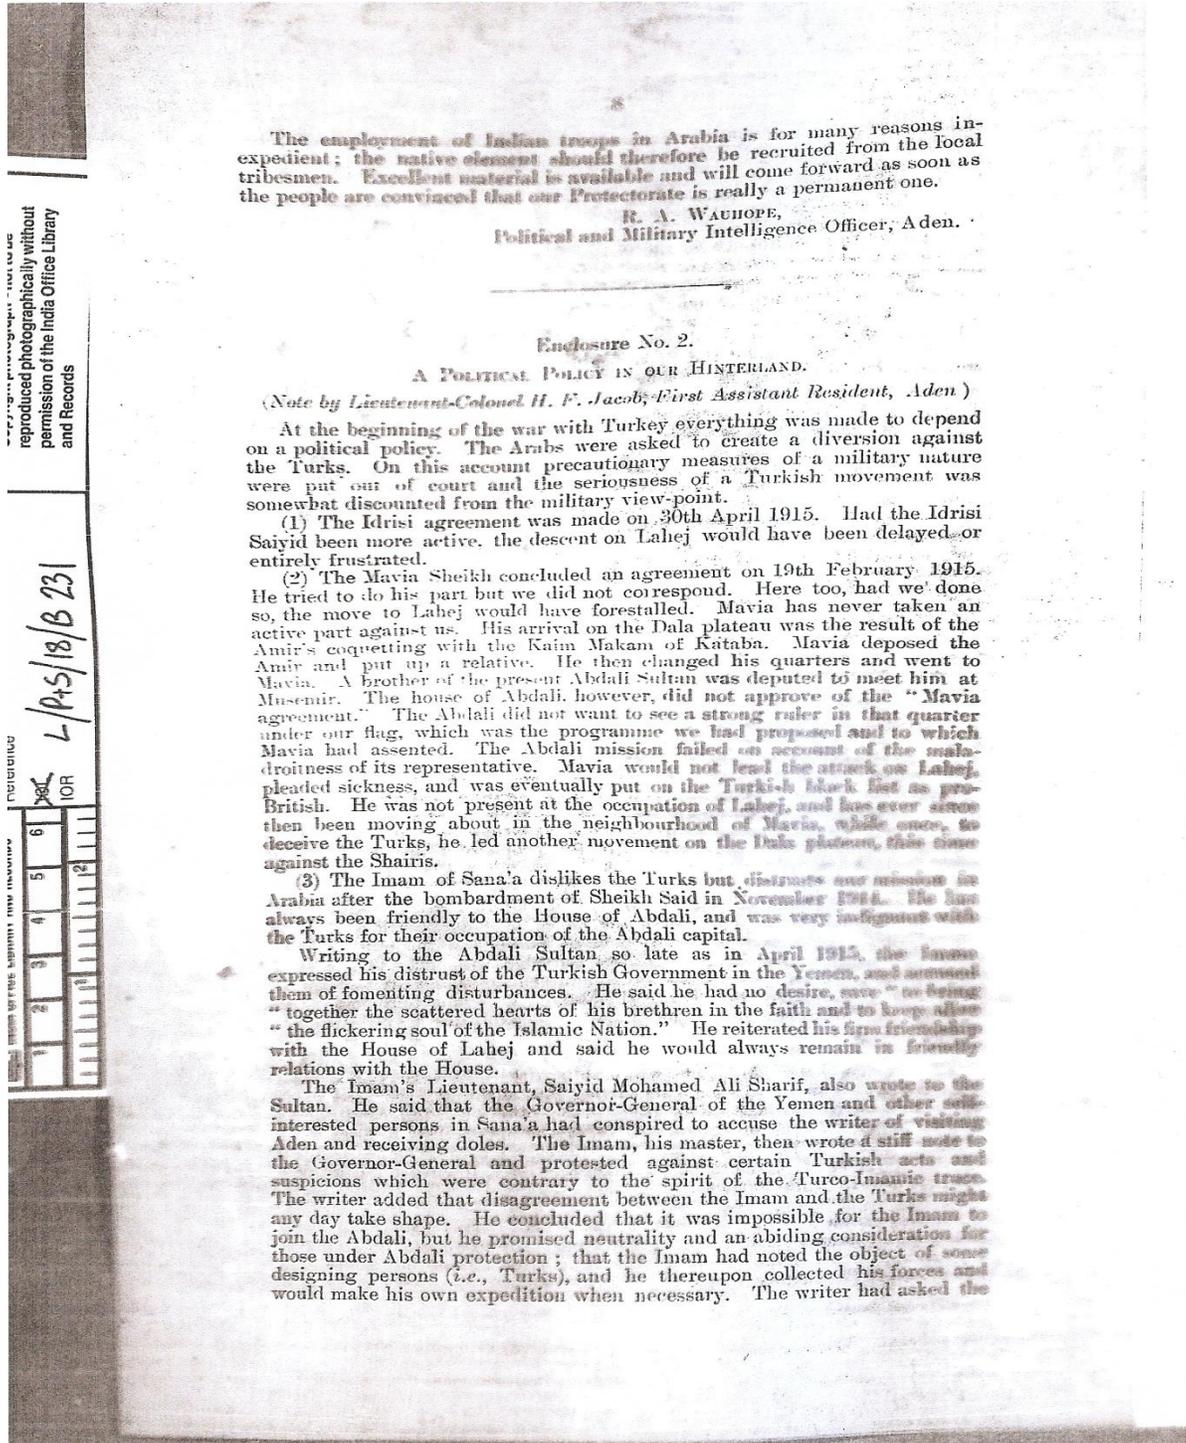 8
The employment of Indian troops in Arabia is for many reasons in-
expedient; the native element should therefore be recruited from the local
tribesmen. Excellent material is available and will come forward as soon as
the people are convinced that our Protectorate is really a permanent one.
R. A. WAUHOPE,
Political and Military Intelligence Officer, Aden.
Enclosure No. 2.
A POLITICAL POLICY IN OUR HINTERLAND.
(Note by Lieutenant-Colonel H. F. Jacob, First Assistant Resident, Aden)
At the beginning of the war with Turkey everything was made to depend
on a political policy. The Arabs were asked to create a diversion against
the Turks. On this account precautionary measures of a military nature
were put out of court and the seriousness of a Turkish movement was
somewhat discounted from the military view-point.
(1) The Idrisi agreement was made on 30th April 1915. Had the Idrisi
Saiyid been more active, the descent on Lahej would have been delayed or
entirely frustrated.
(2) The Mavia Sheikh concluded an agreement on 19th February 1915.
He tried to do his part but we did not correspond. Here too, had we done
so, the move to Lahej would have forestalled. Mavia has never taken an
active part against us. His arrival on the Dala plateau was the result of the
Amir's coquetting with the Kaim Makam of Kataba. Mavia deposed the
Amir and put up a relative. He then changed his quarters and went to
Mavia. A brother of the present Abdali Sultan was deputed to meet him at
Musemir. The house of Abdali, however, did not approve of the "Mavia
agreement." The Abdali did not want to see a strong ruler in that quarter
under our flag, which was the programme we had proposed and to which
Mavia had assented. The Abdali mission failed on account of the mala-
droitness of its representative. Mavia would not lead the attack on Lahej,
pleaded sickness, and was eventually put on the Turkish black list as pro-
British. He was not present at the occupation of Lahej, and has ever since
then been moving about in the neighbourhood of Mavia, while once, to
deceive the Turks, he led another movement on the Dala plateau, this time
against the Shairis.
(3) The Imam of Sana'a dislikes the Turks but distrusts our mission in
Arabia after the bombardment of Sheikh Said in November 1914. He has
always been friendly to the House of Abdali, and was very indignant with
the Turks for their occupation of the Abdali capital.
Writing to the Abdali Sultan so late as in April 1915, the Imam
expressed his distrust of the Turkish Government in the Yemen, and accused
them of fomenting disturbances. He said he had no desire, save "to bring
"together the scattered hearts of his brethren in the faith and to keep alive
"the flickering soul of the Islamic Nation." He reiterated his firm friendship
with the House of Lahej and said he would always remain in friendly
relations with the House.
The Imam's Lieutenant, Saiyid Mohamed Ali Sharif, also wrote to the
Sultan. He said that the Governor-General of the Yemen and other self-
interested persons in Sana'a had conspired to accuse the writer of visiting
Aden and receiving doles. The Imam, his master, then wrote a stiff note to
the Governor-General and protested against certain Turkish acts and
suspicions which were contrary to the spirit of the Turco-Imamic truce.
The writer added that disagreement between the Imam and the Turks might
any day take shape. He concluded that it was impossible for the Imam to
join the Abdali, but he promised neutrality and an abiding consideration for
those under Abdali protection; that the Imam had noted the object of some
designing persons (i.e., Turks), and he thereupon collected his forces and
would make his own expedition when necessary. The writer had asked the
reproduced photographically without
permission of the India Office Library
and Records
Reference
IOR
L/P+S/18/B 231
1 2 3 4 5 6
1 2